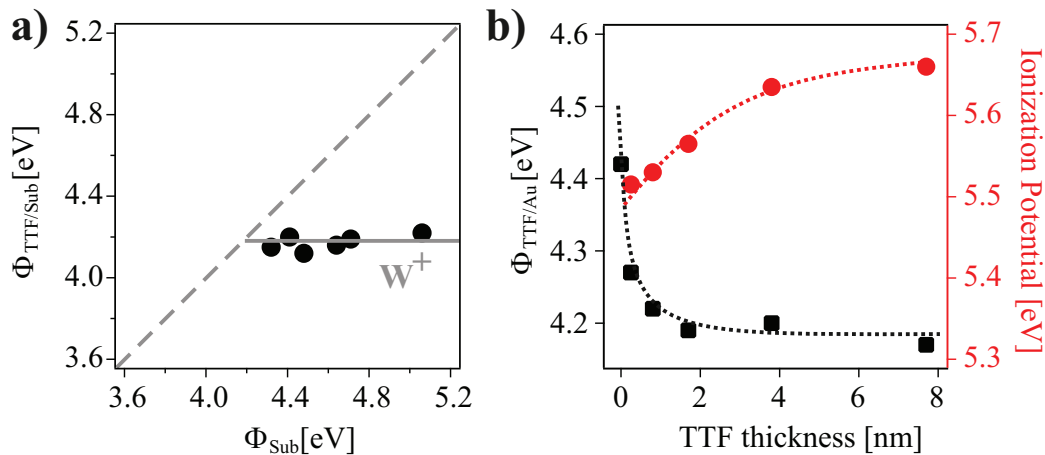 a)
5.2
4.8
4.4
4.0
3.6
Φ_TTF/Sub [eV]
W⁺
3.6 4.0 4.4 4.8 5.2
Φ_Sub[eV]
b)
4.6
4.5
4.4
4.3
4.2
Φ_TTF/Au [eV]
5.7
5.6
5.5
5.4
5.3
Ionization Potential [eV]
0 2 4 6 8
TTF thickness [nm]